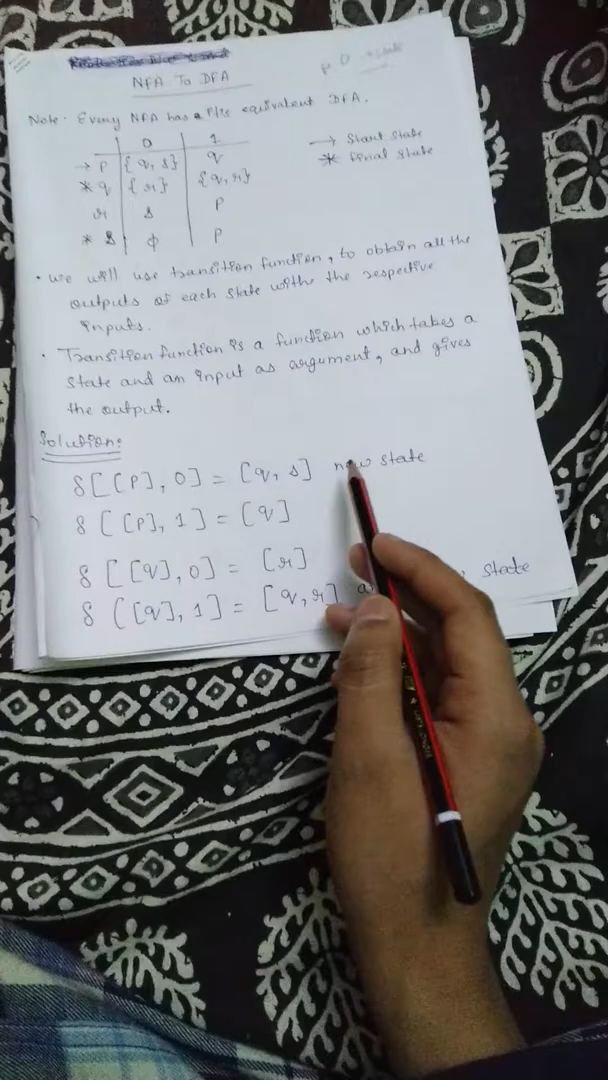 NFA To DFA
Note: Every NFA has a its equivalent DFA.
0 1
→ p {q, s} q
* q {r} {q, r}
r s p
* s ϕ p
→ Start state
* final state
• we will use transition function, to obtain all the
outputs of each state with the respective
inputs.
• Transition function is a function which takes a
state and an input as argument, and gives
the output.
Solution:
δ[[p], 0] = [q, s] new state
δ[[p], 1] = [q]
δ[[q], 0] = [r]
δ([q], 1] = [q, r] state